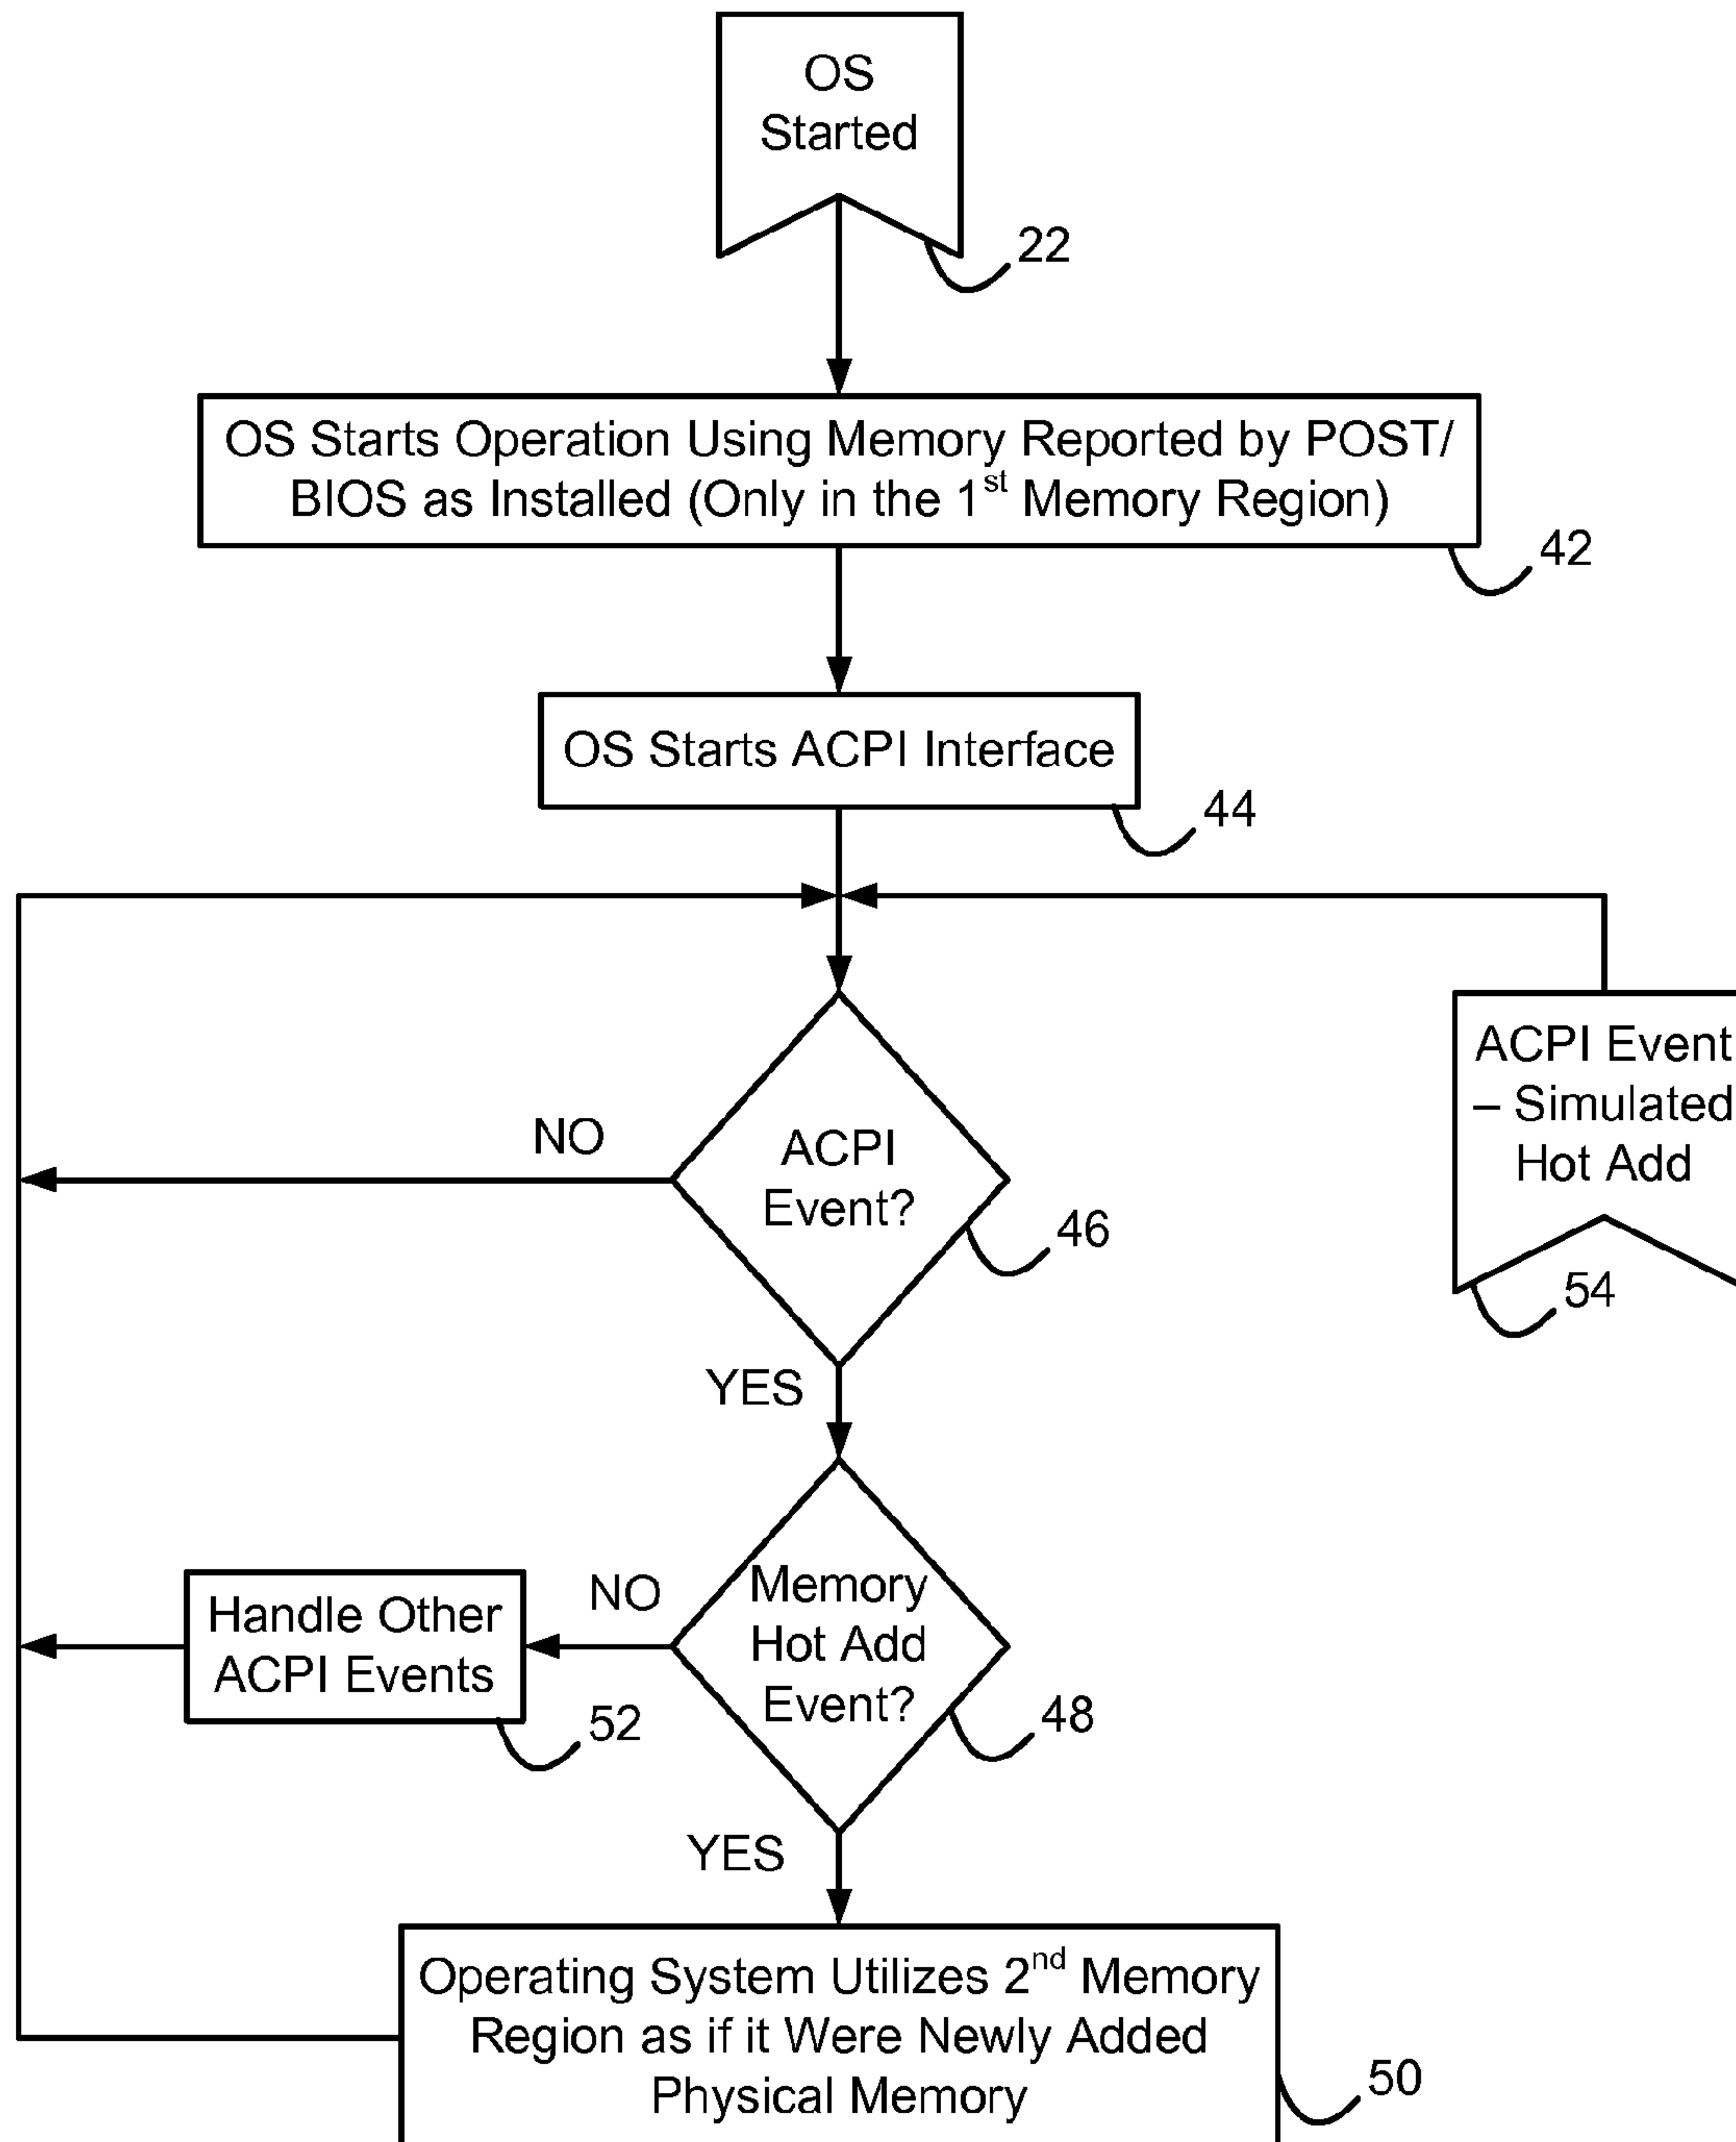 OS
Started
22
OS Starts Operation Using Memory Reported by POST/
BIOS as Installed (Only in the 1st Memory Region)
42
OS Starts ACPI Interface
44
ACPI Event
– Simulated
Hot Add
54
NO
ACPI
Event?
46
YES
Handle Other
ACPI Events
52
NO
Memory
Hot Add
Event?
48
YES
Operating System Utilizes 2nd Memory
Region as if it Were Newly Added
Physical Memory
50